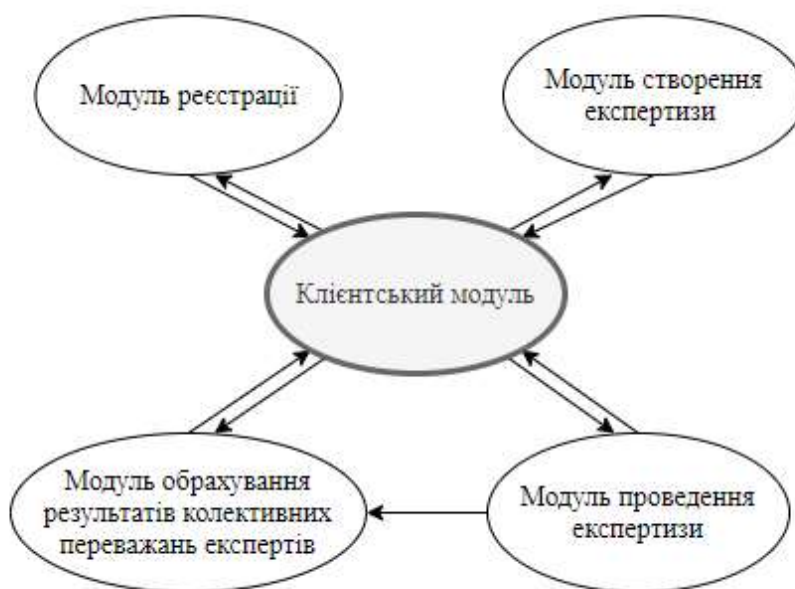 Модуль реєстрації
Модуль створення
експертизи
Клієнтський модуль
Модуль обрахування
результатів колективних
переважань експертів
Модуль проведення
експертизи